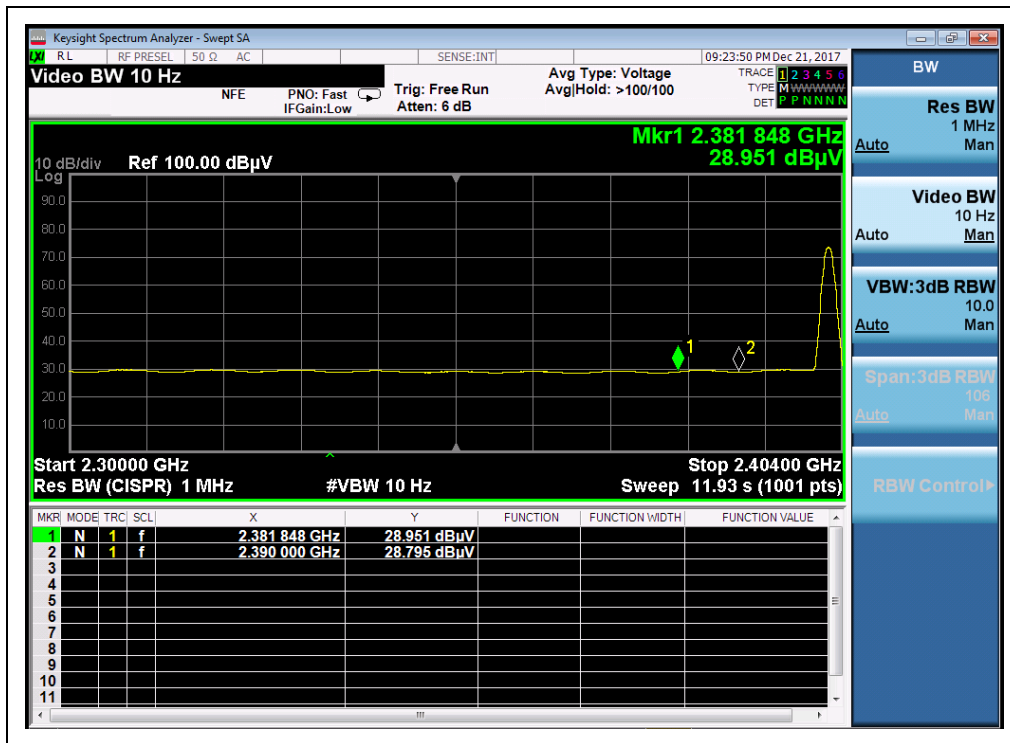 Keysight Spectrum Analyzer - Swept SA
LXI RL RF PRESEL 50 Ω AC SENSE:INT 09:23:50 PM Dec 21, 2017
Video BW 10 Hz
NFE
PNO: Fast
IFGain:Low
Trig: Free Run
Atten: 6 dB
Avg Type: Voltage
Avg|Hold: >100/100
TRACE 1 2 3 4 5 6
TYPE M WWWWW
DET P P N N N N
Mkr1 2.381 848 GHz
28.951 dBµV
10 dB/div Ref 100.00 dBµV
Log
90.0
80.0
70.0
60.0
50.0
40.0
30.0
20.0
10.0
1
2
Start 2.30000 GHz Stop 2.40400 GHz
Res BW (CISPR) 1 MHz #VBW 10 Hz Sweep 11.93 s (1001 pts)
MKR MODE TRC SCL X Y FUNCTION FUNCTION WIDTH FUNCTION VALUE
1 N 1 f 2.381 848 GHz 28.951 dBµV
2 N 1 f 2.390 000 GHz 28.795 dBµV
3
4
5
6
7
8
9
10
11
BW
Res BW
1 MHz
Auto Man
Video BW
10 Hz
Auto Man
VBW:3dB RBW
10.0
Auto Man
Span:3dB RBW
106
Auto Man
RBW Control